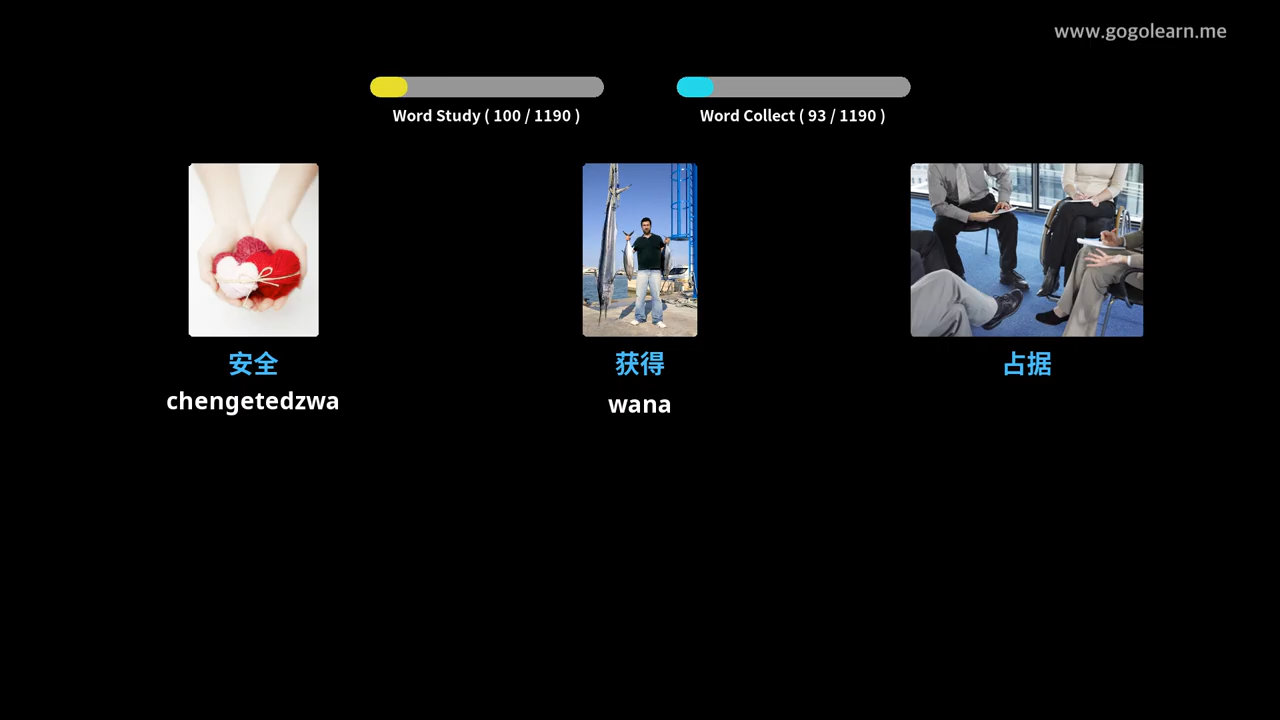 www.gogolearn.me
Word Study ( 100 / 1190 )
Word Collect ( 93 / 1190 )
安全
获得
占据
chengetedzwa
wana